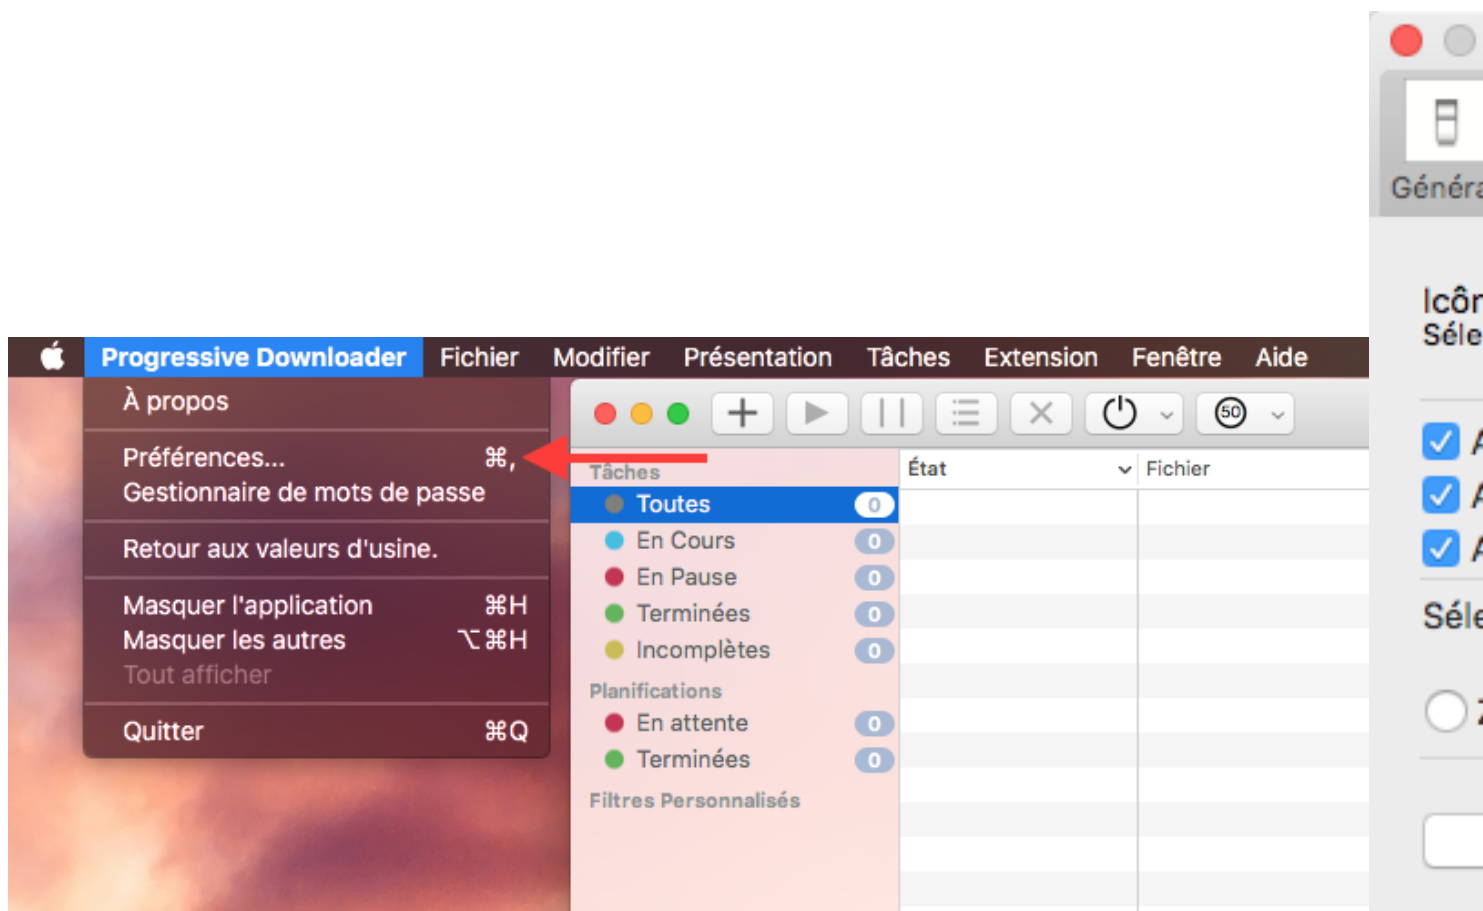 Progressive Downloader Fichier Modifier Présentation Tâches Extension Fenêtre Aide
À propos
Préférences... ⌘,
Gestionnaire de mots de passe
Retour aux valeurs d'usine.
Masquer l'application ⌘H
Masquer les autres ⌥⌘H
Tout afficher
Quitter ⌘Q
50
Tâches
Toutes 0
En Cours 0
En Pause 0
Terminées 0
Incomplètes 0
Planifications
En attente 0
Terminées 0
Filtres Personnalisés
État Fichier